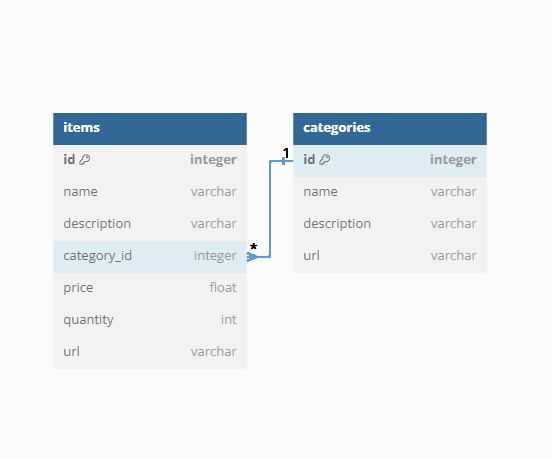 items
id integer
name varchar
description varchar
category_id integer
price float
quantity int
url varchar
*
1
categories
id integer
name varchar
description varchar
url varchar